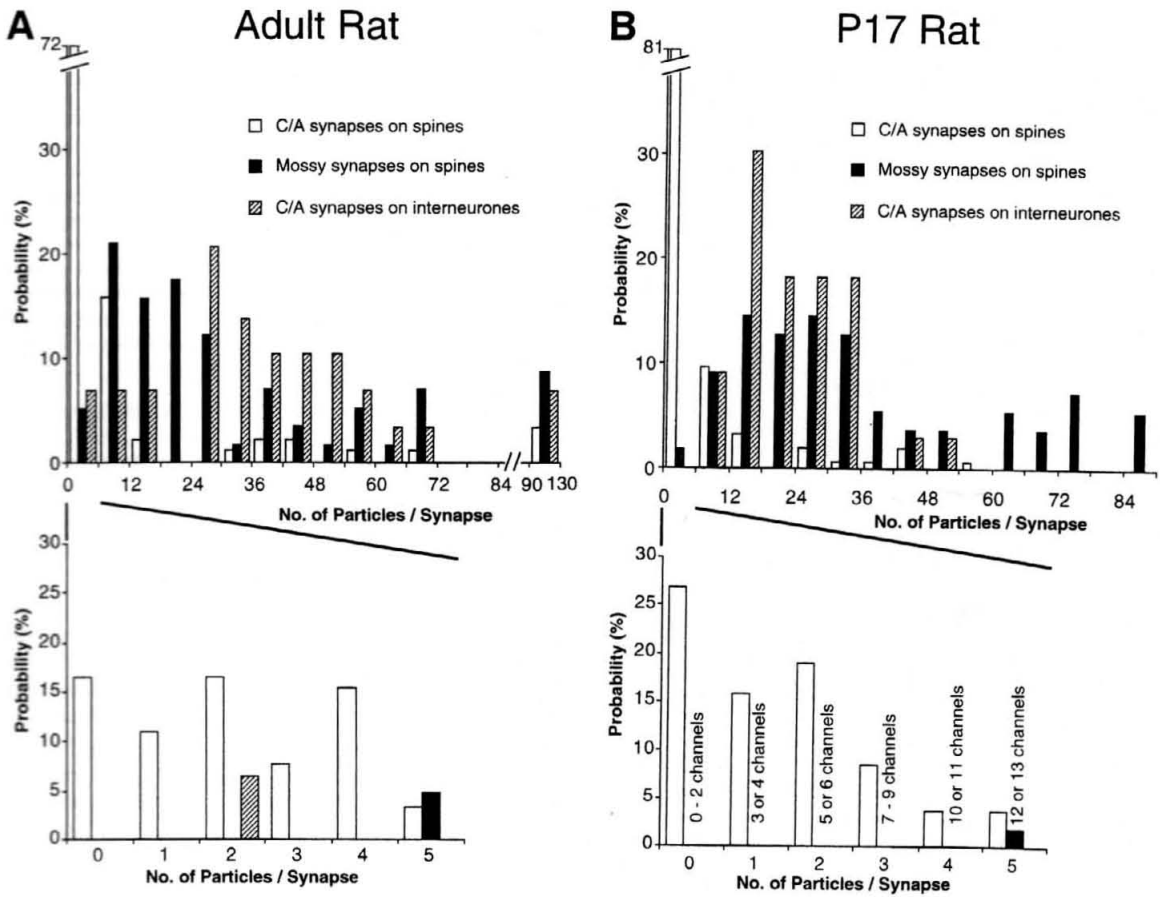 A Adult Rat
72
30
20
10
0
Probability (%)
C/A synapses on spines
Mossy synapses on spines
C/A synapses on interneurones
0 12 24 36 48 60 72 84 90 130
No. of Particles / Synapse
30
25
20
15
10
5
0
Probability (%)
0 1 2 3 4 5
No. of Particles / Synapse
B P17 Rat
81
30
20
10
0
Probability (%)
C/A synapses on spines
Mossy synapses on spines
C/A synapses on interneurones
0 12 24 36 48 60 72 84
No. of Particles / Synapse
30
25
20
15
10
5
0
Probability (%)
0 - 2 channels
3 or 4 channels
5 or 6 channels
7 - 9 channels
10 or 11 channels
12 or 13 channels
0 1 2 3 4 5
No. of Particles / Synapse